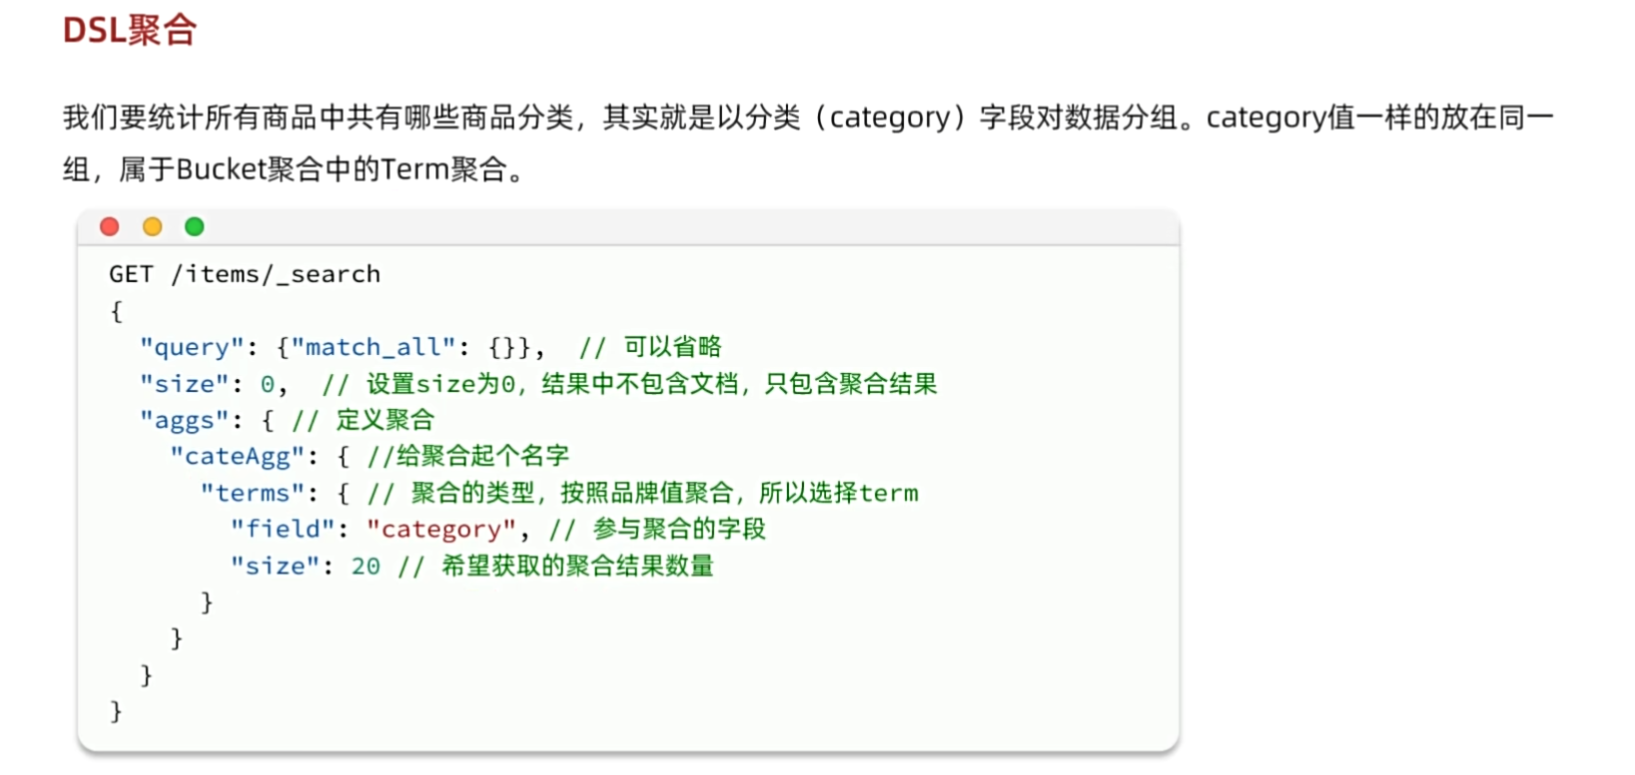 DSL聚合
我们要统计所有商品中共有哪些商品分类，其实就是以分类（category）字段对数据分组。category值一样的放在同一
组，属于Bucket聚合中的Term聚合。
GET /items/_search
{
  "query": {"match_all": {}},  // 可以省略
  "size": 0,  // 设置size为0，结果中不包含文档，只包含聚合结果
  "aggs": { // 定义聚合
    "cateAgg": { //给聚合起个名字
      "terms": { // 聚合的类型，按照品牌值聚合，所以选择term
        "field": "category", // 参与聚合的字段
        "size": 20 // 希望获取的聚合结果数量
      }
    }
  }
}